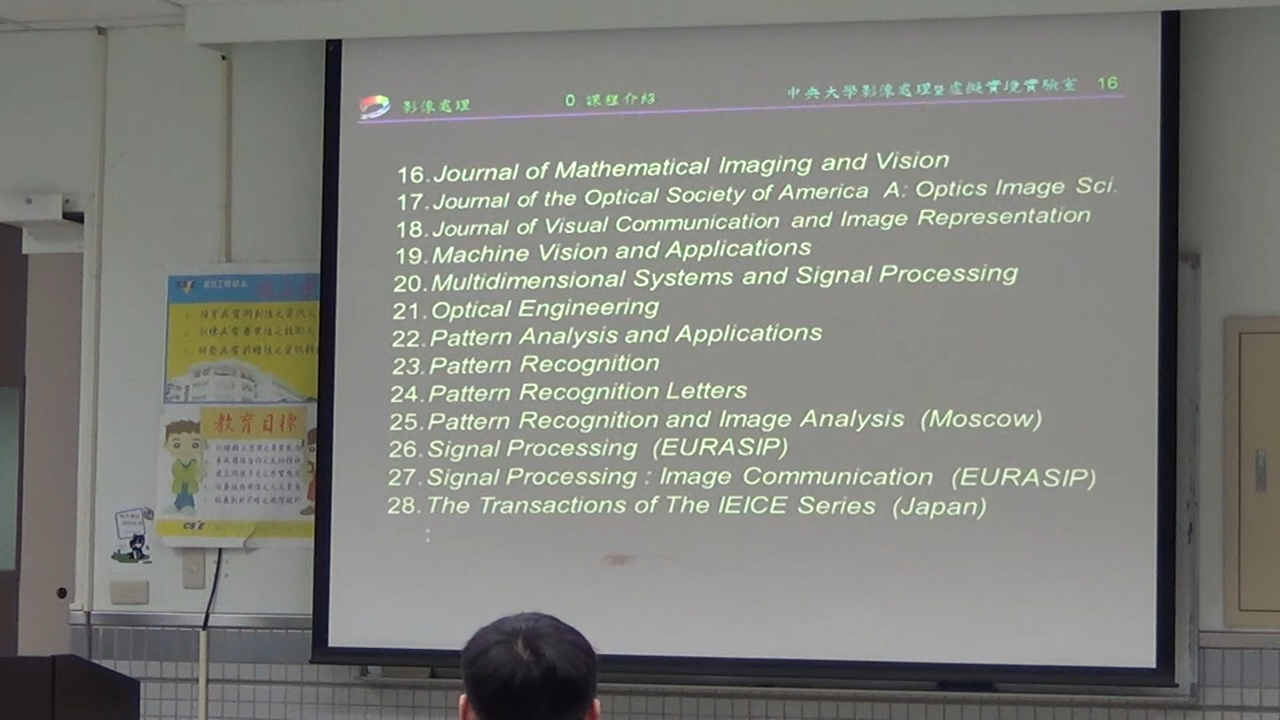 影像處理
0. 課程介紹
中央大學影像處理暨虛擬實境實驗室 16
16. Journal of Mathematical Imaging and Vision
17. Journal of the Optical Society of America A: Optics Image Sci.
18. Journal of Visual Communication and Image Representation
19. Machine Vision and Applications
20. Multidimensional Systems and Signal Processing
21. Optical Engineering
22. Pattern Analysis and Applications
23. Pattern Recognition
24. Pattern Recognition Letters
25. Pattern Recognition and Image Analysis (Moscow)
26. Signal Processing (EURASIP)
27. Signal Processing : Image Communication (EURASIP)
28. The Transactions of The IEICE Series (Japan)
:
教育目標